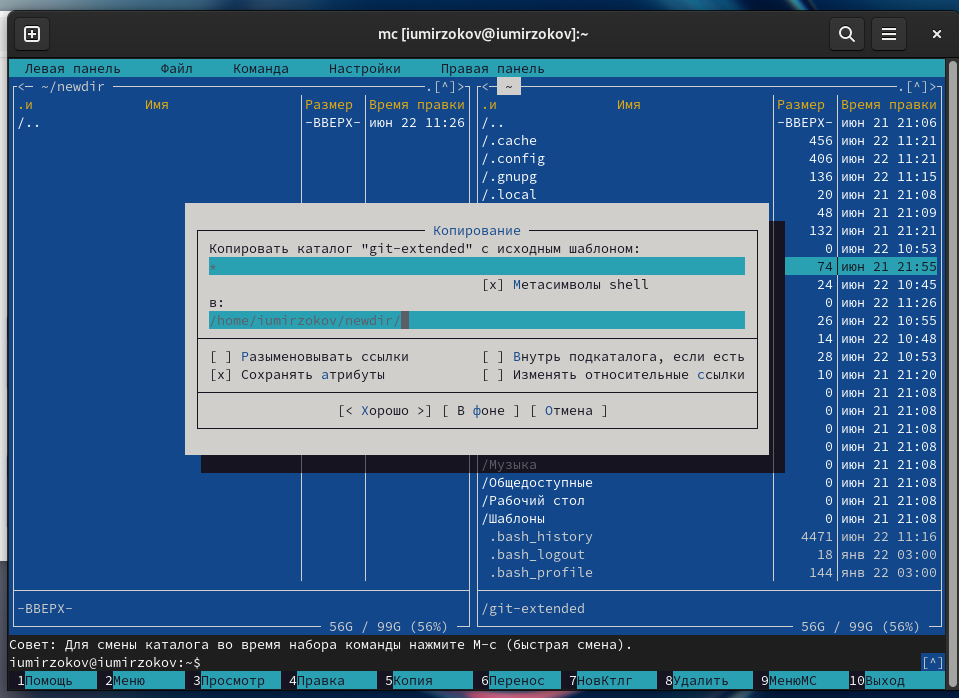 mc [iumirzokov@iumirzokov]:~
Левая панель Файл Команда Настройки Правая панель
<─ ~/newdir .[^]>
.и Имя Размер Время правки
/.. -ВВЕРХ- июн 22 11:26
<─ ~ .[^]>
.и Имя Размер Время правки
/.. -ВВЕРХ- июн 21 21:06
/.cache 456 июн 22 11:21
/.config 406 июн 22 11:21
/.gnupg 136 июн 22 11:15
/.local 20 июн 21 21:08
48 июн 21 21:09
132 июн 21 21:21
0 июн 22 10:53
74 июн 21 21:55
24 июн 22 10:45
0 июн 22 11:26
26 июн 22 10:55
14 июн 22 10:48
28 июн 22 10:53
10 июн 21 21:20
0 июн 21 21:08
0 июн 21 21:08
0 июн 21 21:08
0 июн 21 21:08
/Музыка 0 июн 21 21:08
/Общедоступные 0 июн 21 21:08
/Рабочий стол 0 июн 21 21:08
/Шаблоны 0 июн 21 21:08
.bash_history 4471 июн 22 11:16
.bash_logout 18 янв 22 03:00
.bash_profile 144 янв 22 03:00
Копирование
Копировать каталог "git-extended" с исходным шаблоном:
*
[x] Метасимволы shell
в:
/home/iumirzokov/newdir/
[ ] Разыменовывать ссылки [ ] Внутрь подкаталога, если есть
[x] Сохранять атрибуты [ ] Изменять относительные ссылки
[< Хорошо >] [ В фоне ] [ Отмена ]
-ВВЕРХ-
56G / 99G (56%)
/git-extended
56G / 99G (56%)
Совет: Для смены каталога во время набора команды нажмите M-c (быстрая смена).
iumirzokov@iumirzokov:~$ [^]
1Помощь 2Меню 3Просмотр 4Правка 5Копия 6Перенос 7НовКтлг 8Удалить 9МенюMC 10Выход